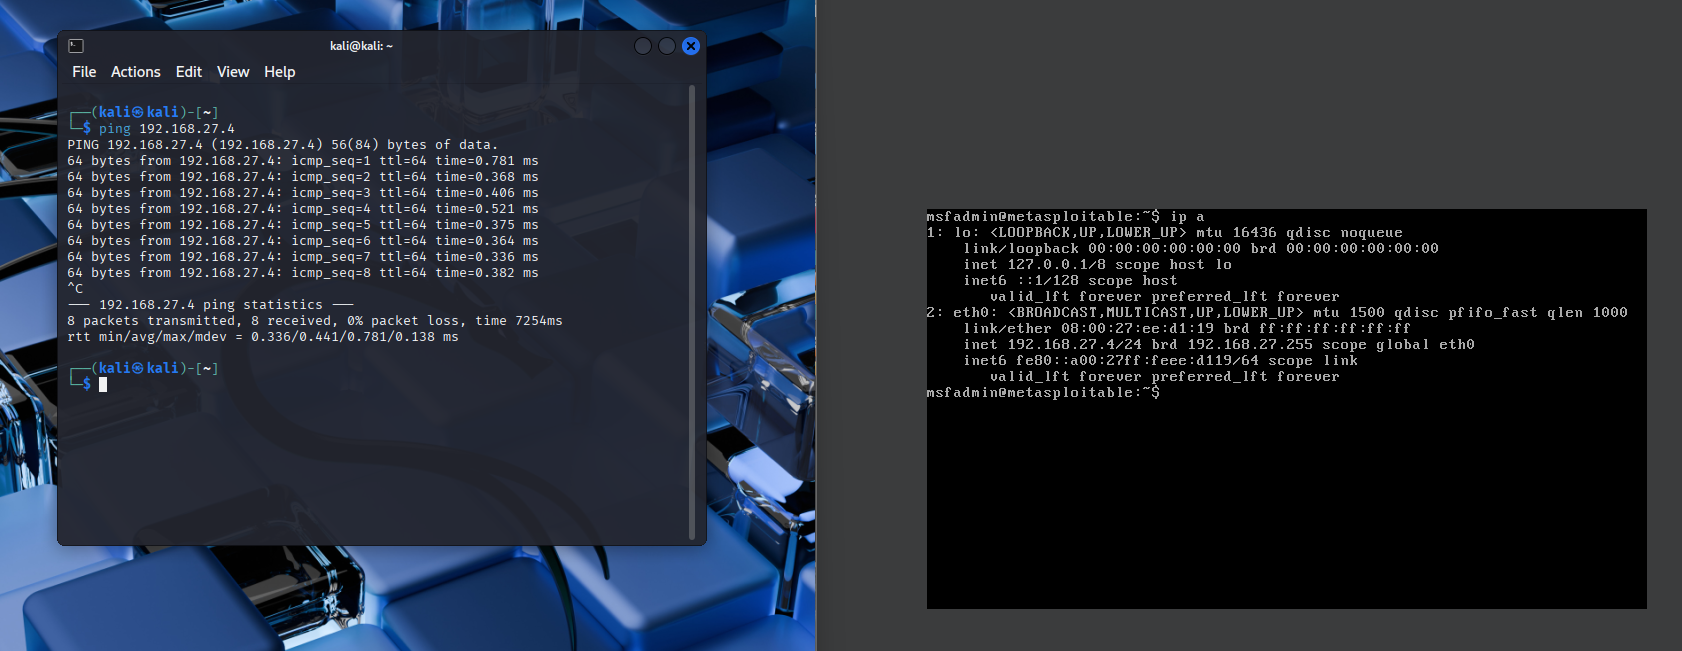 kali@kali: ~
File Actions Edit View Help
┌──(kali㉿kali)-[~]
└─$ ping 192.168.27.4
PING 192.168.27.4 (192.168.27.4) 56(84) bytes of data.
64 bytes from 192.168.27.4: icmp_seq=1 ttl=64 time=0.781 ms
64 bytes from 192.168.27.4: icmp_seq=2 ttl=64 time=0.368 ms
64 bytes from 192.168.27.4: icmp_seq=3 ttl=64 time=0.406 ms
64 bytes from 192.168.27.4: icmp_seq=4 ttl=64 time=0.521 ms
64 bytes from 192.168.27.4: icmp_seq=5 ttl=64 time=0.375 ms
64 bytes from 192.168.27.4: icmp_seq=6 ttl=64 time=0.364 ms
64 bytes from 192.168.27.4: icmp_seq=7 ttl=64 time=0.336 ms
64 bytes from 192.168.27.4: icmp_seq=8 ttl=64 time=0.382 ms
^C
--- 192.168.27.4 ping statistics ---
8 packets transmitted, 8 received, 0% packet loss, time 7254ms
rtt min/avg/max/mdev = 0.336/0.441/0.781/0.138 ms
┌──(kali㉿kali)-[~]
└─$
msfadmin@metasploitable:~$ ip a
1: lo: <LOOPBACK,UP,LOWER_UP> mtu 16436 qdisc noqueue
link/loopback 00:00:00:00:00:00 brd 00:00:00:00:00:00
inet 127.0.0.1/8 scope host lo
inet6 ::1/128 scope host
valid_lft forever preferred_lft forever
2: eth0: <BROADCAST,MULTICAST,UP,LOWER_UP> mtu 1500 qdisc pfifo_fast qlen 1000
link/ether 08:00:27:ee:d1:19 brd ff:ff:ff:ff:ff:ff
inet 192.168.27.4/24 brd 192.168.27.255 scope global eth0
inet6 fe80::a00:27ff:feee:d119/64 scope link
valid_lft forever preferred_lft forever
msfadmin@metasploitable:~$